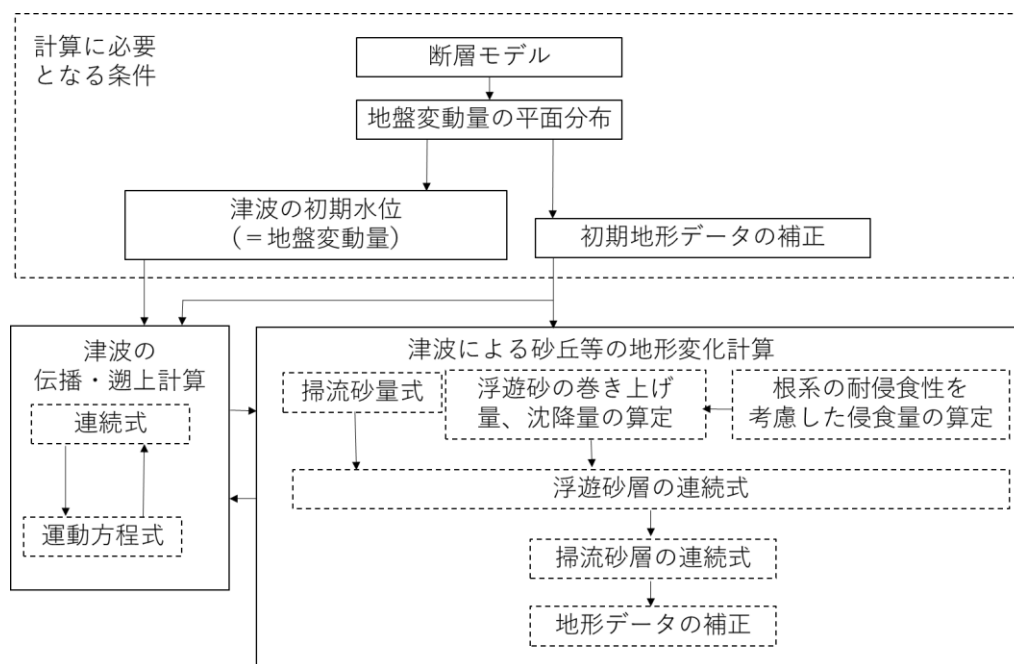 計算に必要
となる条件
断層モデル
地盤変動量の平面分布
津波の初期水位
（＝地盤変動量）
初期地形データの補正
津波の
伝播・遡上計算
連続式
運動方程式
津波による砂丘等の地形変化計算
掃流砂量式
浮遊砂の巻き上げ
量、沈降量の算定
根系の耐侵食性を
考慮した侵食量の算定
浮遊砂層の連続式
掃流砂層の連続式
地形データの補正